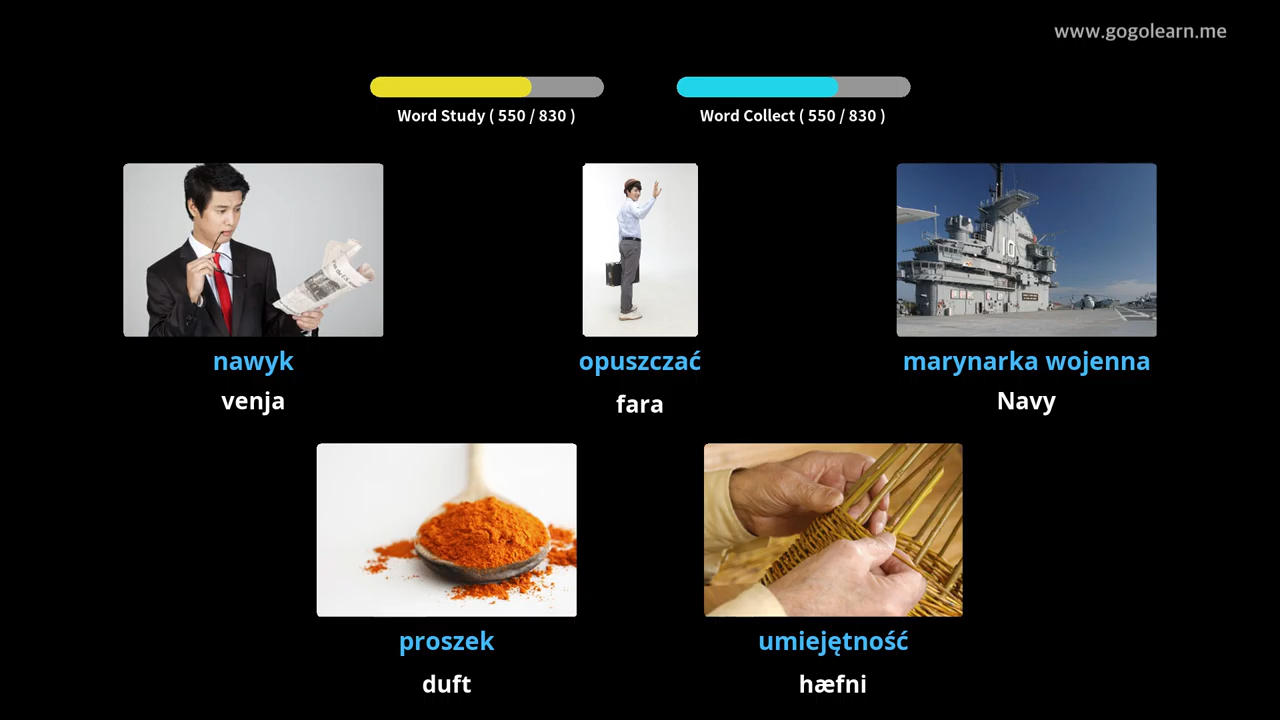 www.gogolearn.me
Word Study ( 550 / 830 )
Word Collect ( 550 / 830 )
10
nawyk
opuszczać
marynarka wojenna
venja
fara
Navy
proszek
umiejętność
duft
hæfni